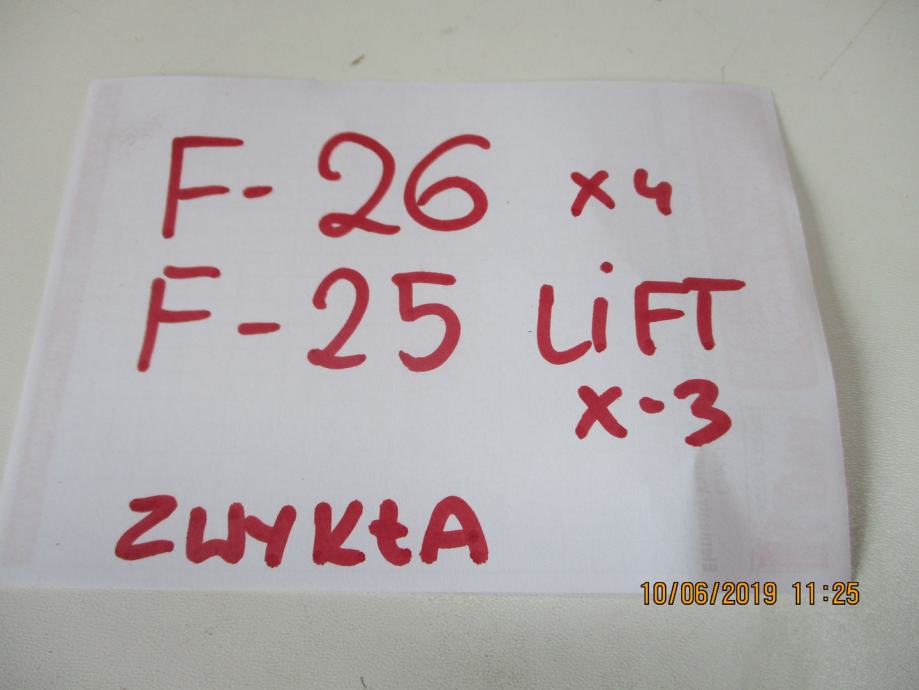 F-26 x4
F-25 LiFT
x-3
ZWYKŁA
10/06/2019 11:25